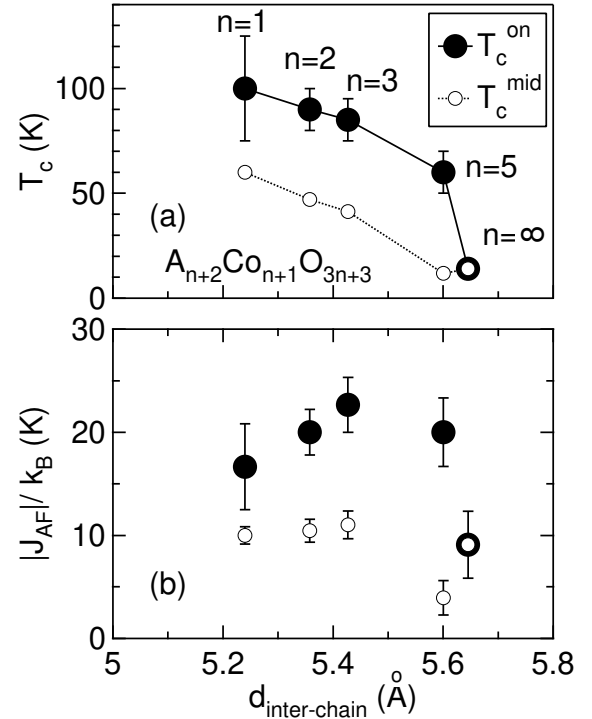 n=1
n=2
n=3
n=5
n=∞
T_c^on
T_c^mid
100
50
0
T_c (K)
(a)
A_{n+2}Co_{n+1}O_{3n+3}
30
20
10
0
|J_AF|/ k_B (K)
(b)
5 5.2 5.4 5.6 5.8
d_inter-chain (Å)